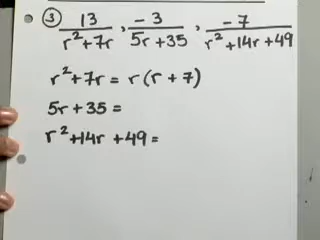 ③ 13/(r²+7r) , -3/(5r+35) , -7/(r²+14r+49)
r²+7r = r(r+7)
5r+35 =
r²+14r+49 =